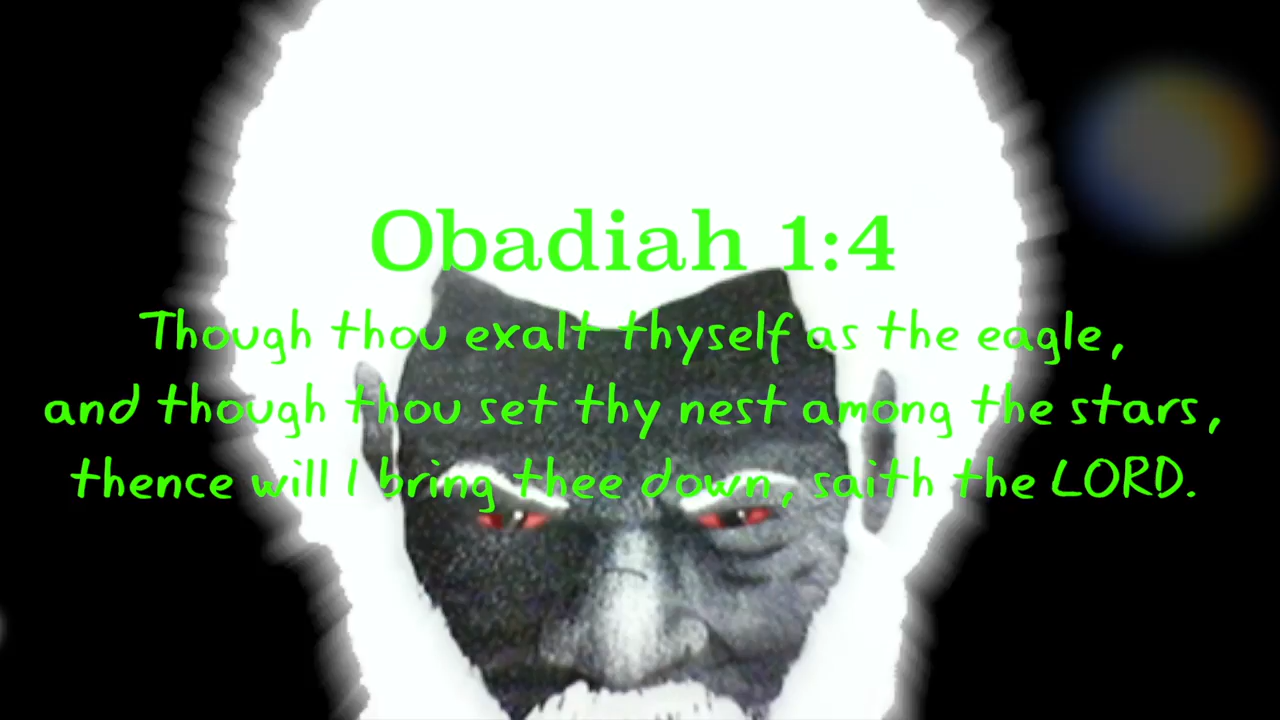 Obadiah 1:4
Though thou exalt thyself as the eagle,
and though thou set thy nest among the stars,
thence will I bring thee down, saith the LORD.